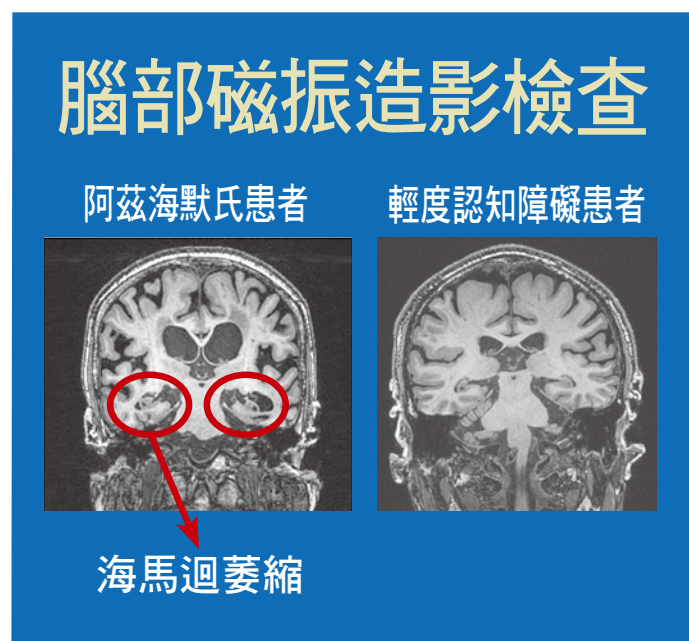 腦部磁振造影檢查
阿茲海默氏患者
輕度認知障礙患者
海馬迴萎縮